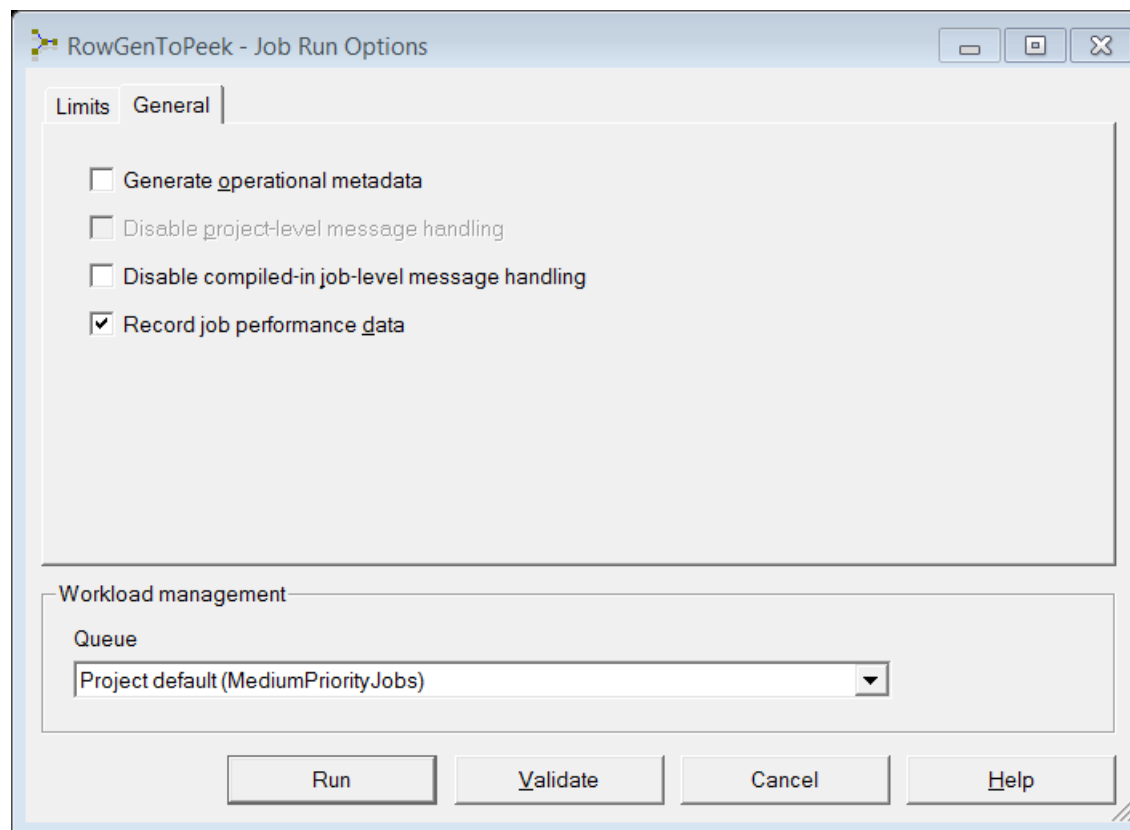 RowGenToPeek - Job Run Options
Limits General
Generate operational metadata
Disable project-level message handling
Disable compiled-in job-level message handling
Record job performance data
Workload management
Queue
Project default (MediumPriorityJobs)
Run Validate Cancel Help